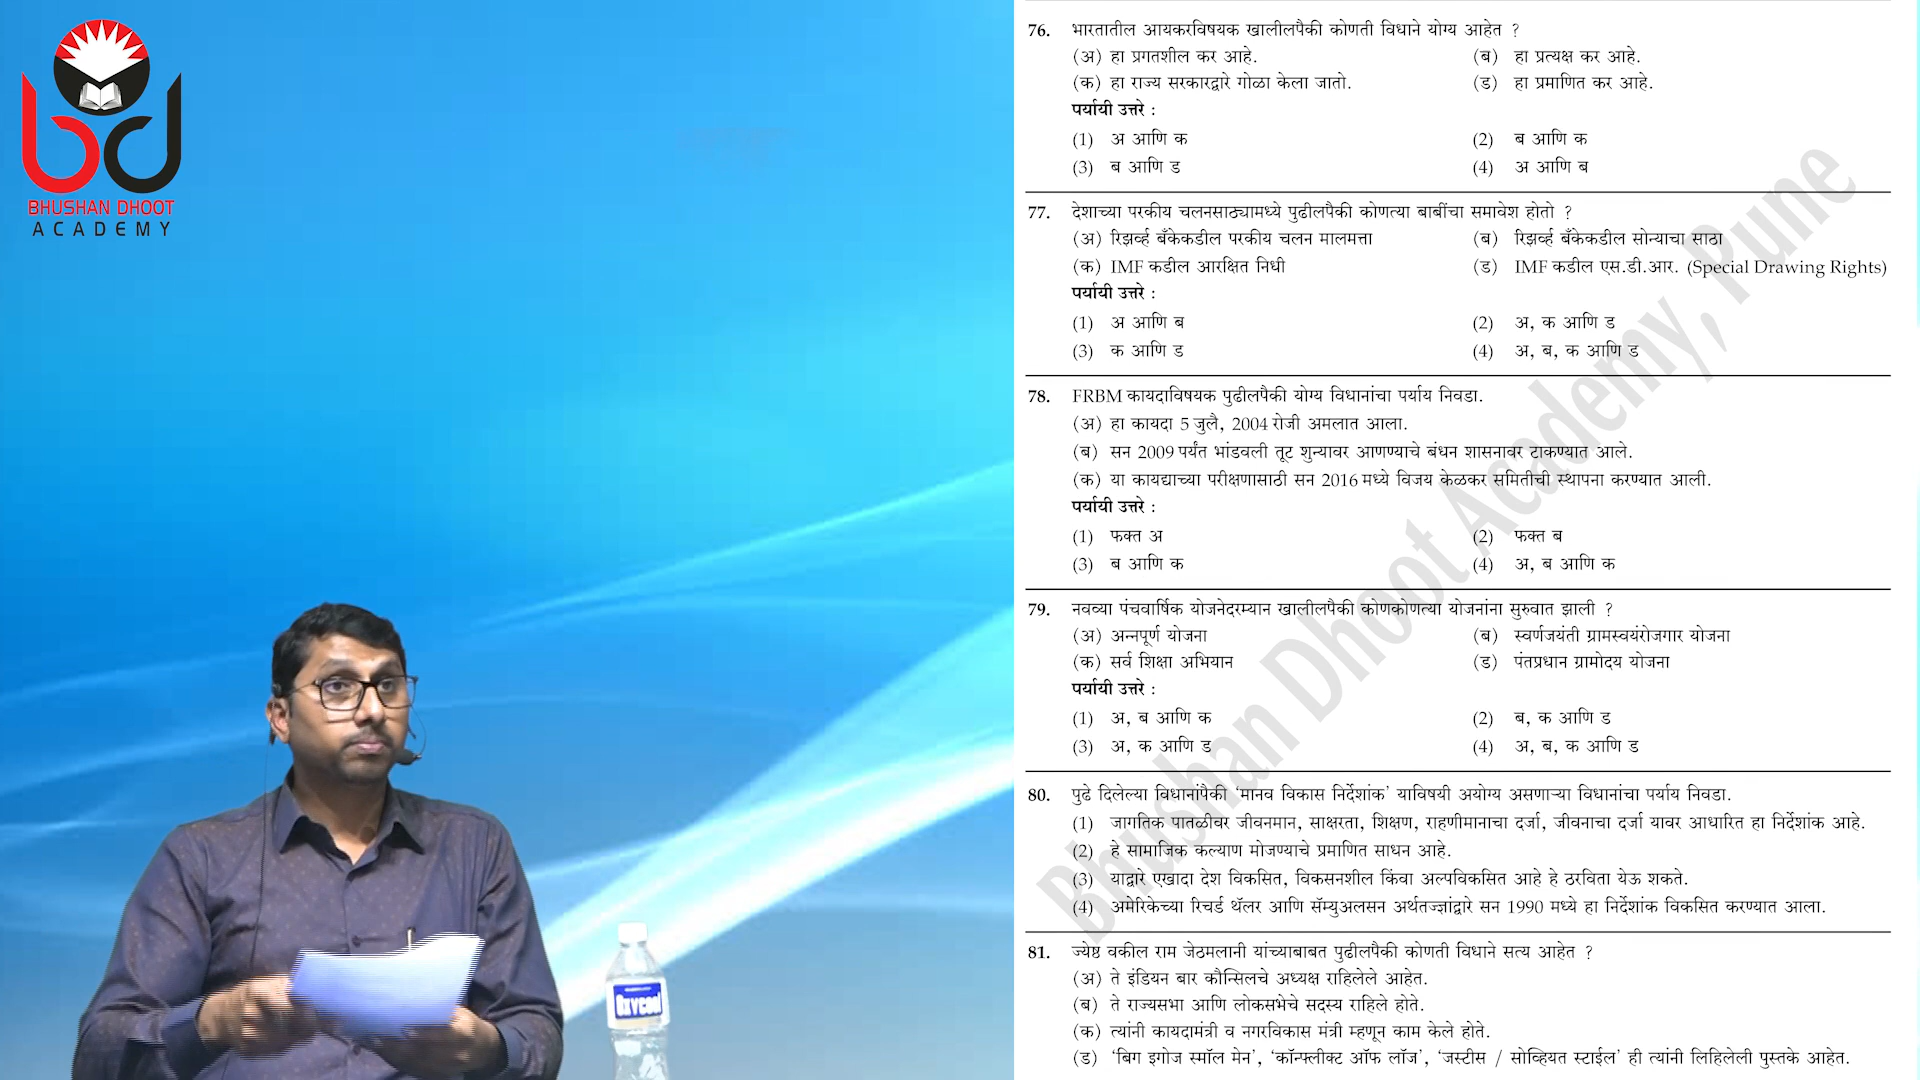 BHUSHAN DHOOT
ACADEMY
76. भारतातील आयकरविषयक खालीलपैकी कोणती विधाने योग्य आहेत ?
(अ) हा प्रगतशील कर आहे. (ब) हा प्रत्यक्ष कर आहे.
(क) हा राज्य सरकारद्वारे गोळा केला जातो. (ड) हा प्रमाणित कर आहे.
पर्यायी उत्तरे :
(1) अ आणि क (2) ब आणि क
(3) ब आणि ड (4) अ आणि ब
77. देशाच्या परकीय चलनसाठ्यामध्ये पुढीलपैकी कोणत्या बाबींचा समावेश होतो ?
(अ) रिझर्व्ह बँकेकडील परकीय चलन मालमत्ता (ब) रिझर्व्ह बँकेकडील सोन्याचा साठा
(क) IMF कडील आरक्षित निधी (ड) IMF कडील एस.डी.आर. (Special Drawing Rights)
पर्यायी उत्तरे :
(1) अ आणि ब (2) अ, क आणि ड
(3) क आणि ड (4) अ, ब, क आणि ड
78. FRBM कायदाविषयक पुढीलपैकी योग्य विधानांचा पर्याय निवडा.
(अ) हा कायदा 5 जुलै, 2004 रोजी अमलात आला.
(ब) सन 2009 पर्यंत भांडवली तूट शुन्यावर आणण्याचे बंधन शासनावर टाकण्यात आले.
(क) या कायद्याच्या परीक्षणासाठी सन 2016 मध्ये विजय केळकर समितीची स्थापना करण्यात आली.
पर्यायी उत्तरे :
(1) फक्त अ (2) फक्त ब
(3) ब आणि क (4) अ, ब आणि क
79. नवव्या पंचवार्षिक योजनेदरम्यान खालीलपैकी कोणकोणत्या योजनांना सुरुवात झाली ?
(अ) अन्नपूर्ण योजना (ब) स्वर्णजयंती ग्रामस्वयंरोजगार योजना
(क) सर्व शिक्षा अभियान (ड) पंतप्रधान ग्रामोदय योजना
पर्यायी उत्तरे :
(1) अ, ब आणि क (2) ब, क आणि ड
(3) अ, क आणि ड (4) अ, ब, क आणि ड
80. पुढे दिलेल्या विधानांपैकी ‘मानव विकास निर्देशांक’ याविषयी अयोग्य असणाऱ्या विधानांचा पर्याय निवडा.
(1) जागतिक पातळीवर जीवनमान, साक्षरता, शिक्षण, राहणीमानाचा दर्जा, जीवनाचा दर्जा यावर आधारित हा निर्देशांक आहे.
(2) हे सामाजिक कल्याण मोजण्याचे प्रमाणित साधन आहे.
(3) याद्वारे एखादा देश विकसित, विकसनशील किंवा अल्पविकसित आहे हे ठरविता येऊ शकते.
(4) अमेरिकेच्या रिचर्ड थॅलर आणि सॅम्युअलसन अर्थतज्ज्ञांद्वारे सन 1990 मध्ये हा निर्देशांक विकसित करण्यात आला.
81. ज्येष्ठ वकील राम जेठमलानी यांच्याबाबत पुढीलपैकी कोणती विधाने सत्य आहेत ?
(अ) ते इंडियन बार कौन्सिलचे अध्यक्ष राहिलेले आहेत.
(ब) ते राज्यसभा आणि लोकसभेचे सदस्य राहिले होते.
(क) त्यांनी कायदामंत्री व नगरविकास मंत्री म्हणून काम केले होते.
(ड) ‘बिग इगोज स्मॉल मेन’, ‘कॉन्फ्लीक्ट ऑफ लॉज’, ‘जस्टीस / सोव्हियत स्टाईल’ ही त्यांनी लिहिलेली पुस्तके आहेत.
Bhushan Dhoot Academy, Pune
Oxycool